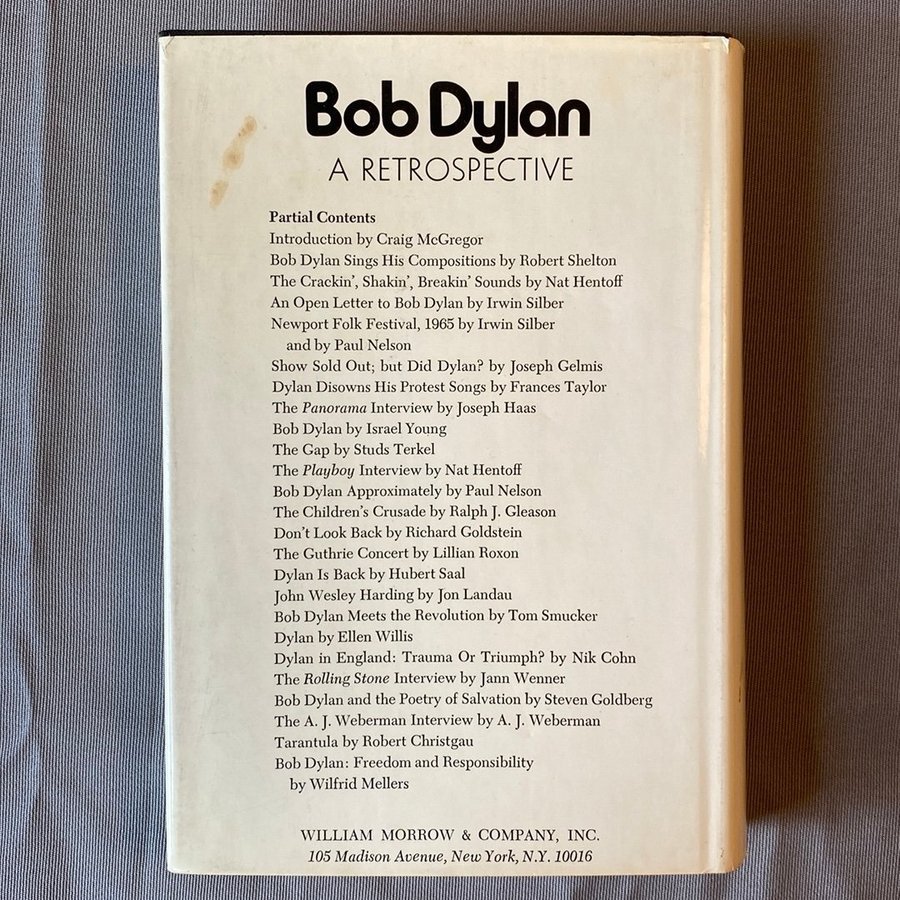 Bob Dylan
A RETROSPECTIVE
Partial Contents
Introduction by Craig McGregor
Bob Dylan Sings His Compositions by Robert Shelton
The Crackin', Shakin', Breakin' Sounds by Nat Hentoff
An Open Letter to Bob Dylan by Irwin Silber
Newport Folk Festival, 1965 by Irwin Silber
and by Paul Nelson
Show Sold Out; but Did Dylan? by Joseph Gelmis
Dylan Disowns His Protest Songs by Frances Taylor
The Panorama Interview by Joseph Haas
Bob Dylan by Israel Young
The Gap by Studs Terkel
The Playboy Interview by Nat Hentoff
Bob Dylan Approximately by Paul Nelson
The Children's Crusade by Ralph J. Gleason
Don't Look Back by Richard Goldstein
The Guthrie Concert by Lillian Roxon
Dylan Is Back by Hubert Saal
John Wesley Harding by Jon Landau
Bob Dylan Meets the Revolution by Tom Smucker
Dylan by Ellen Willis
Dylan in England: Trauma Or Triumph? by Nik Cohn
The Rolling Stone Interview by Jann Wenner
Bob Dylan and the Poetry of Salvation by Steven Goldberg
The A. J. Weberman Interview by A. J. Weberman
Tarantula by Robert Christgau
Bob Dylan: Freedom and Responsibility
by Wilfrid Mellers
WILLIAM MORROW & COMPANY, INC.
105 Madison Avenue, New York, N.Y. 10016